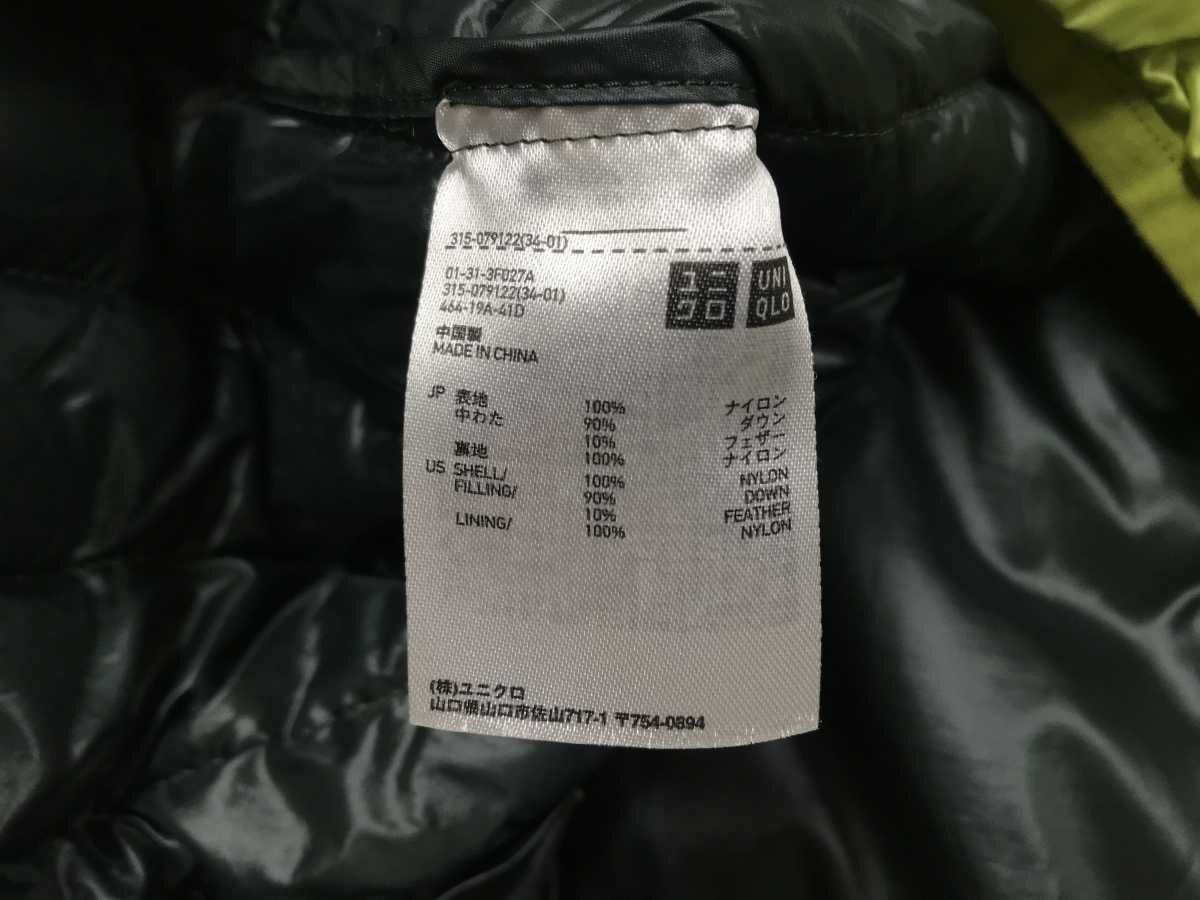 315-079122(34-01)
01-31-3F027A
315-079122(34-01)
464-19A-41D
ユニ
クロ
UNI
QLO
中国製
MADE IN CHINA
JP 表地 100% ナイロン
中わた 90% ダウン
10% フェザー
裏地 100% ナイロン
US SHELL/ 100% NYLON
FILLING/ 90% DOWN
10% FEATHER
LINING/ 100% NYLON
(株)ユニクロ
山口県山口市佐山717-1 〒754-0894